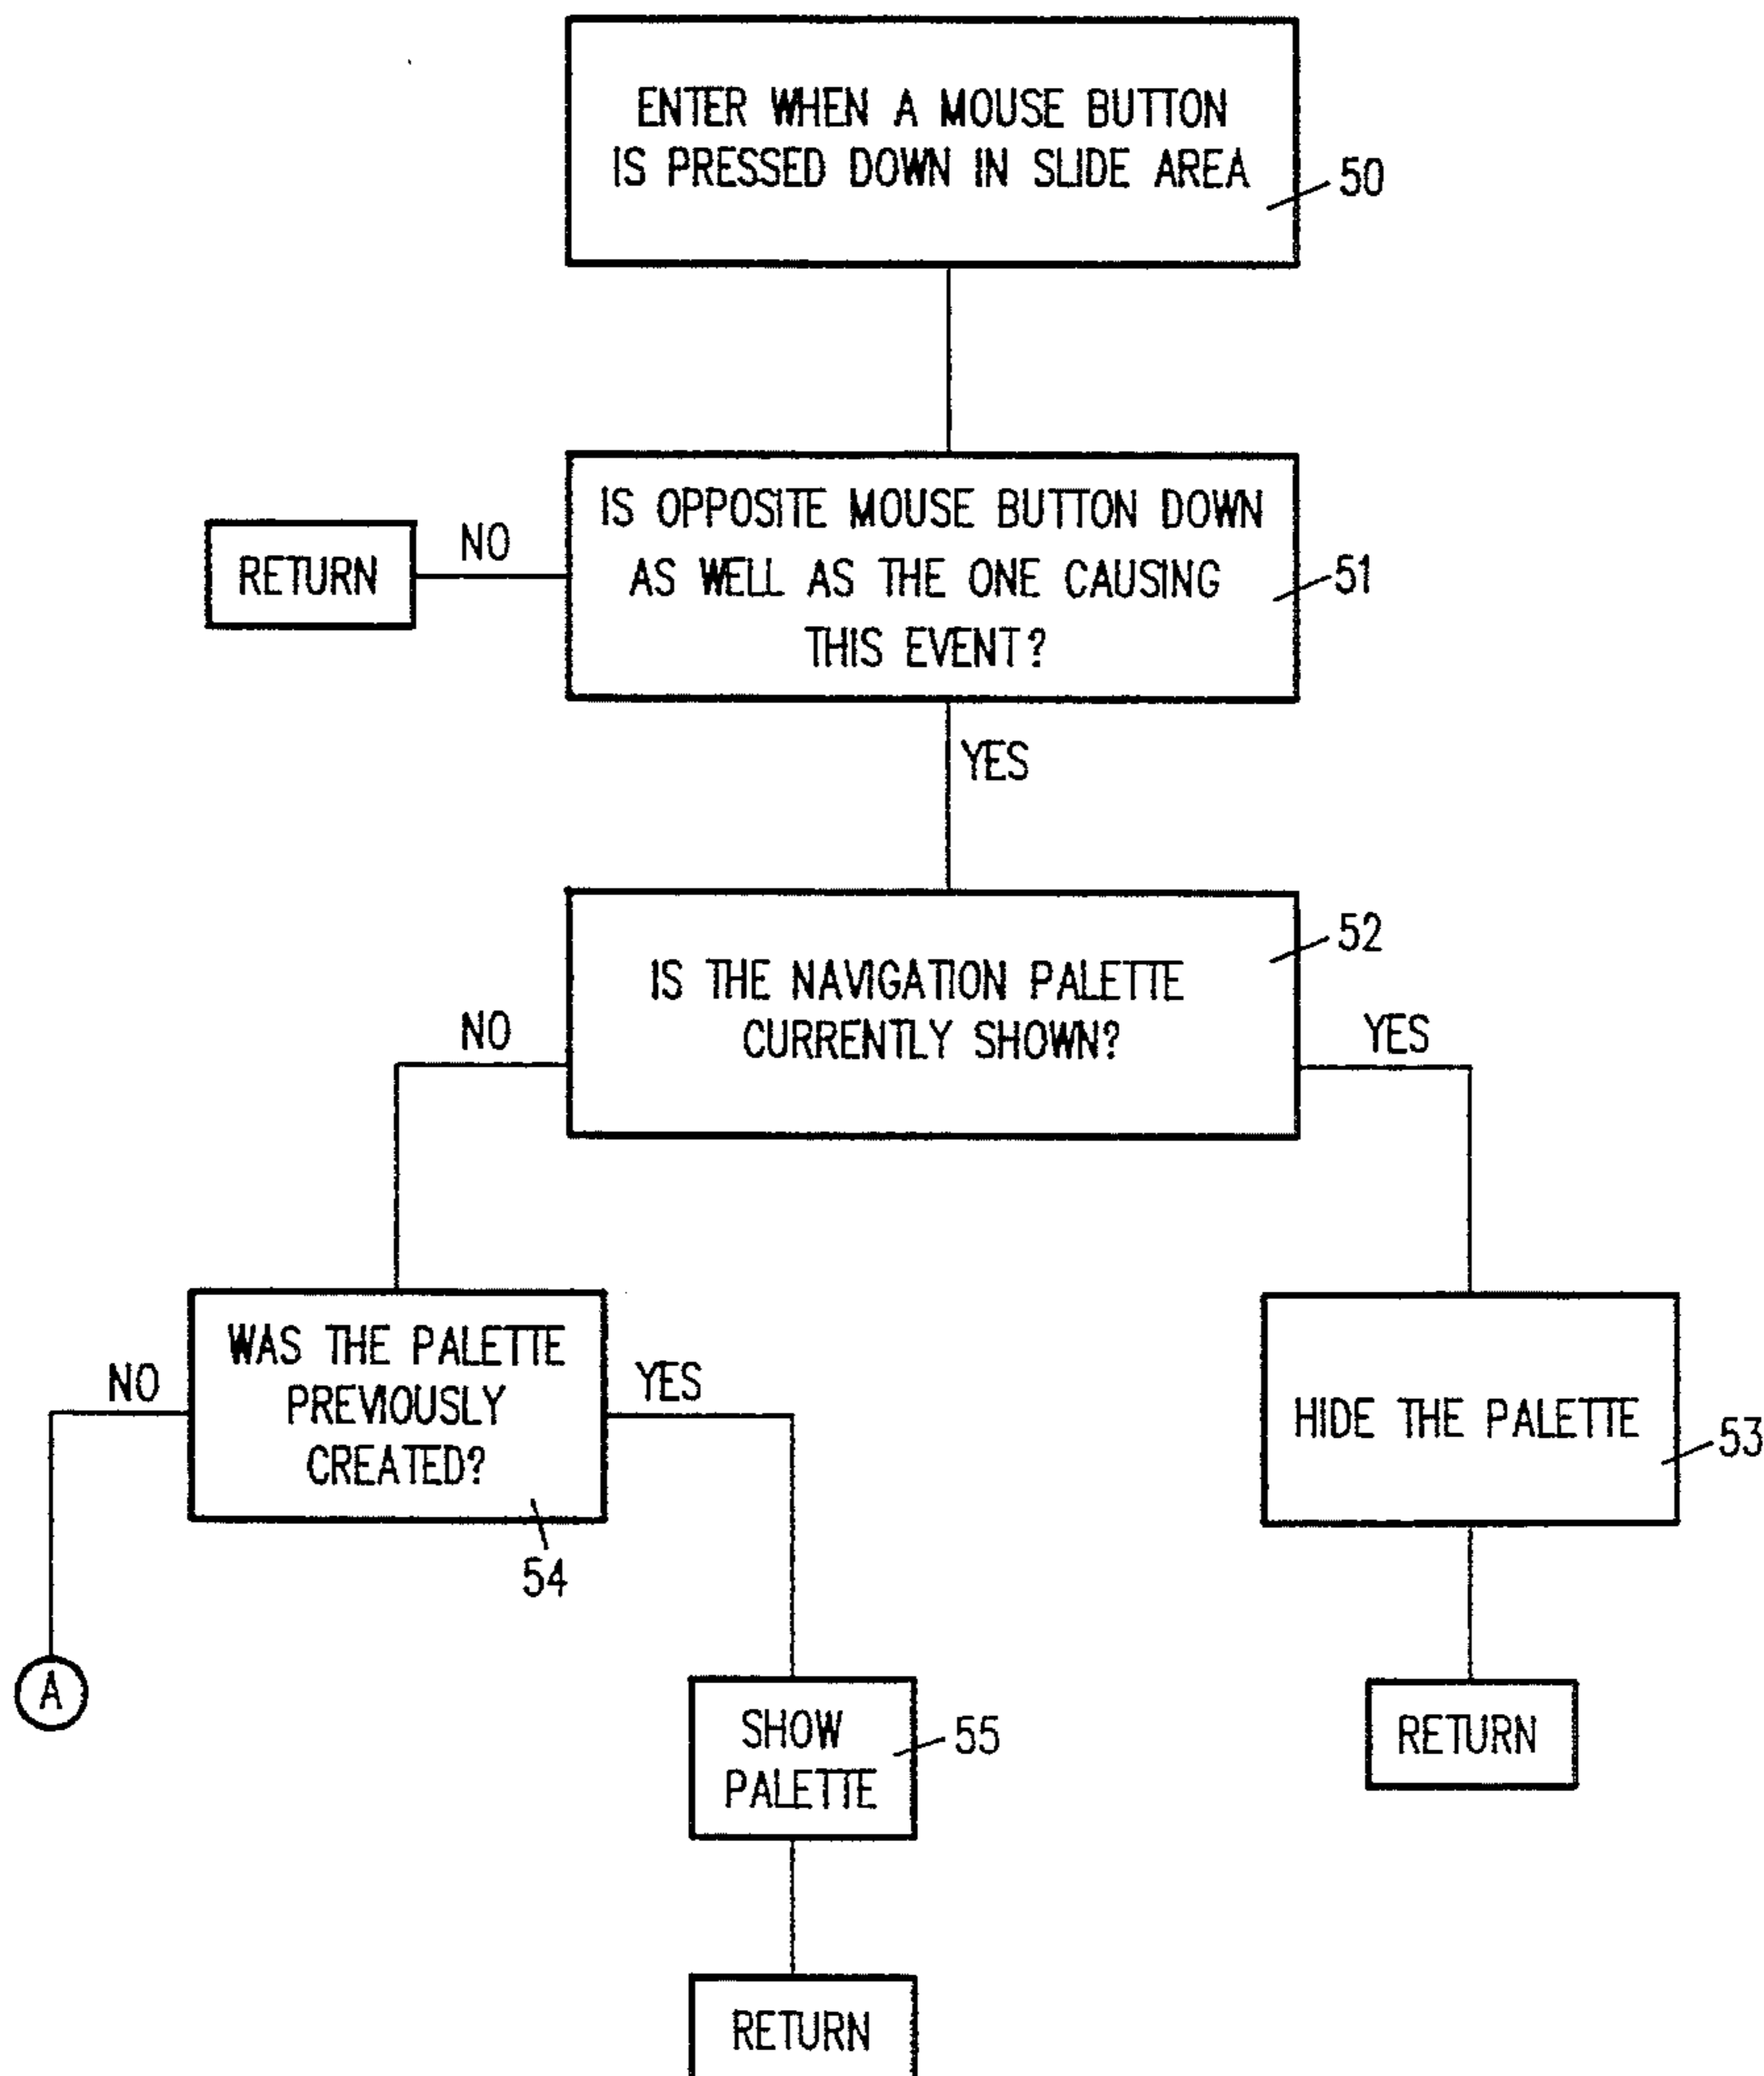 ENTER WHEN A MOUSE BUTTON
IS PRESSED DOWN IN SLIDE AREA
50
IS OPPOSITE MOUSE BUTTON DOWN
AS WELL AS THE ONE CAUSING
THIS EVENT?
51
NO
RETURN
YES
IS THE NAVIGATION PALETTE
CURRENTLY SHOWN?
52
NO
YES
WAS THE PALETTE
PREVIOUSLY
CREATED?
54
NO
YES
HIDE THE PALETTE
53
A
SHOW
PALETTE
55
RETURN
RETURN